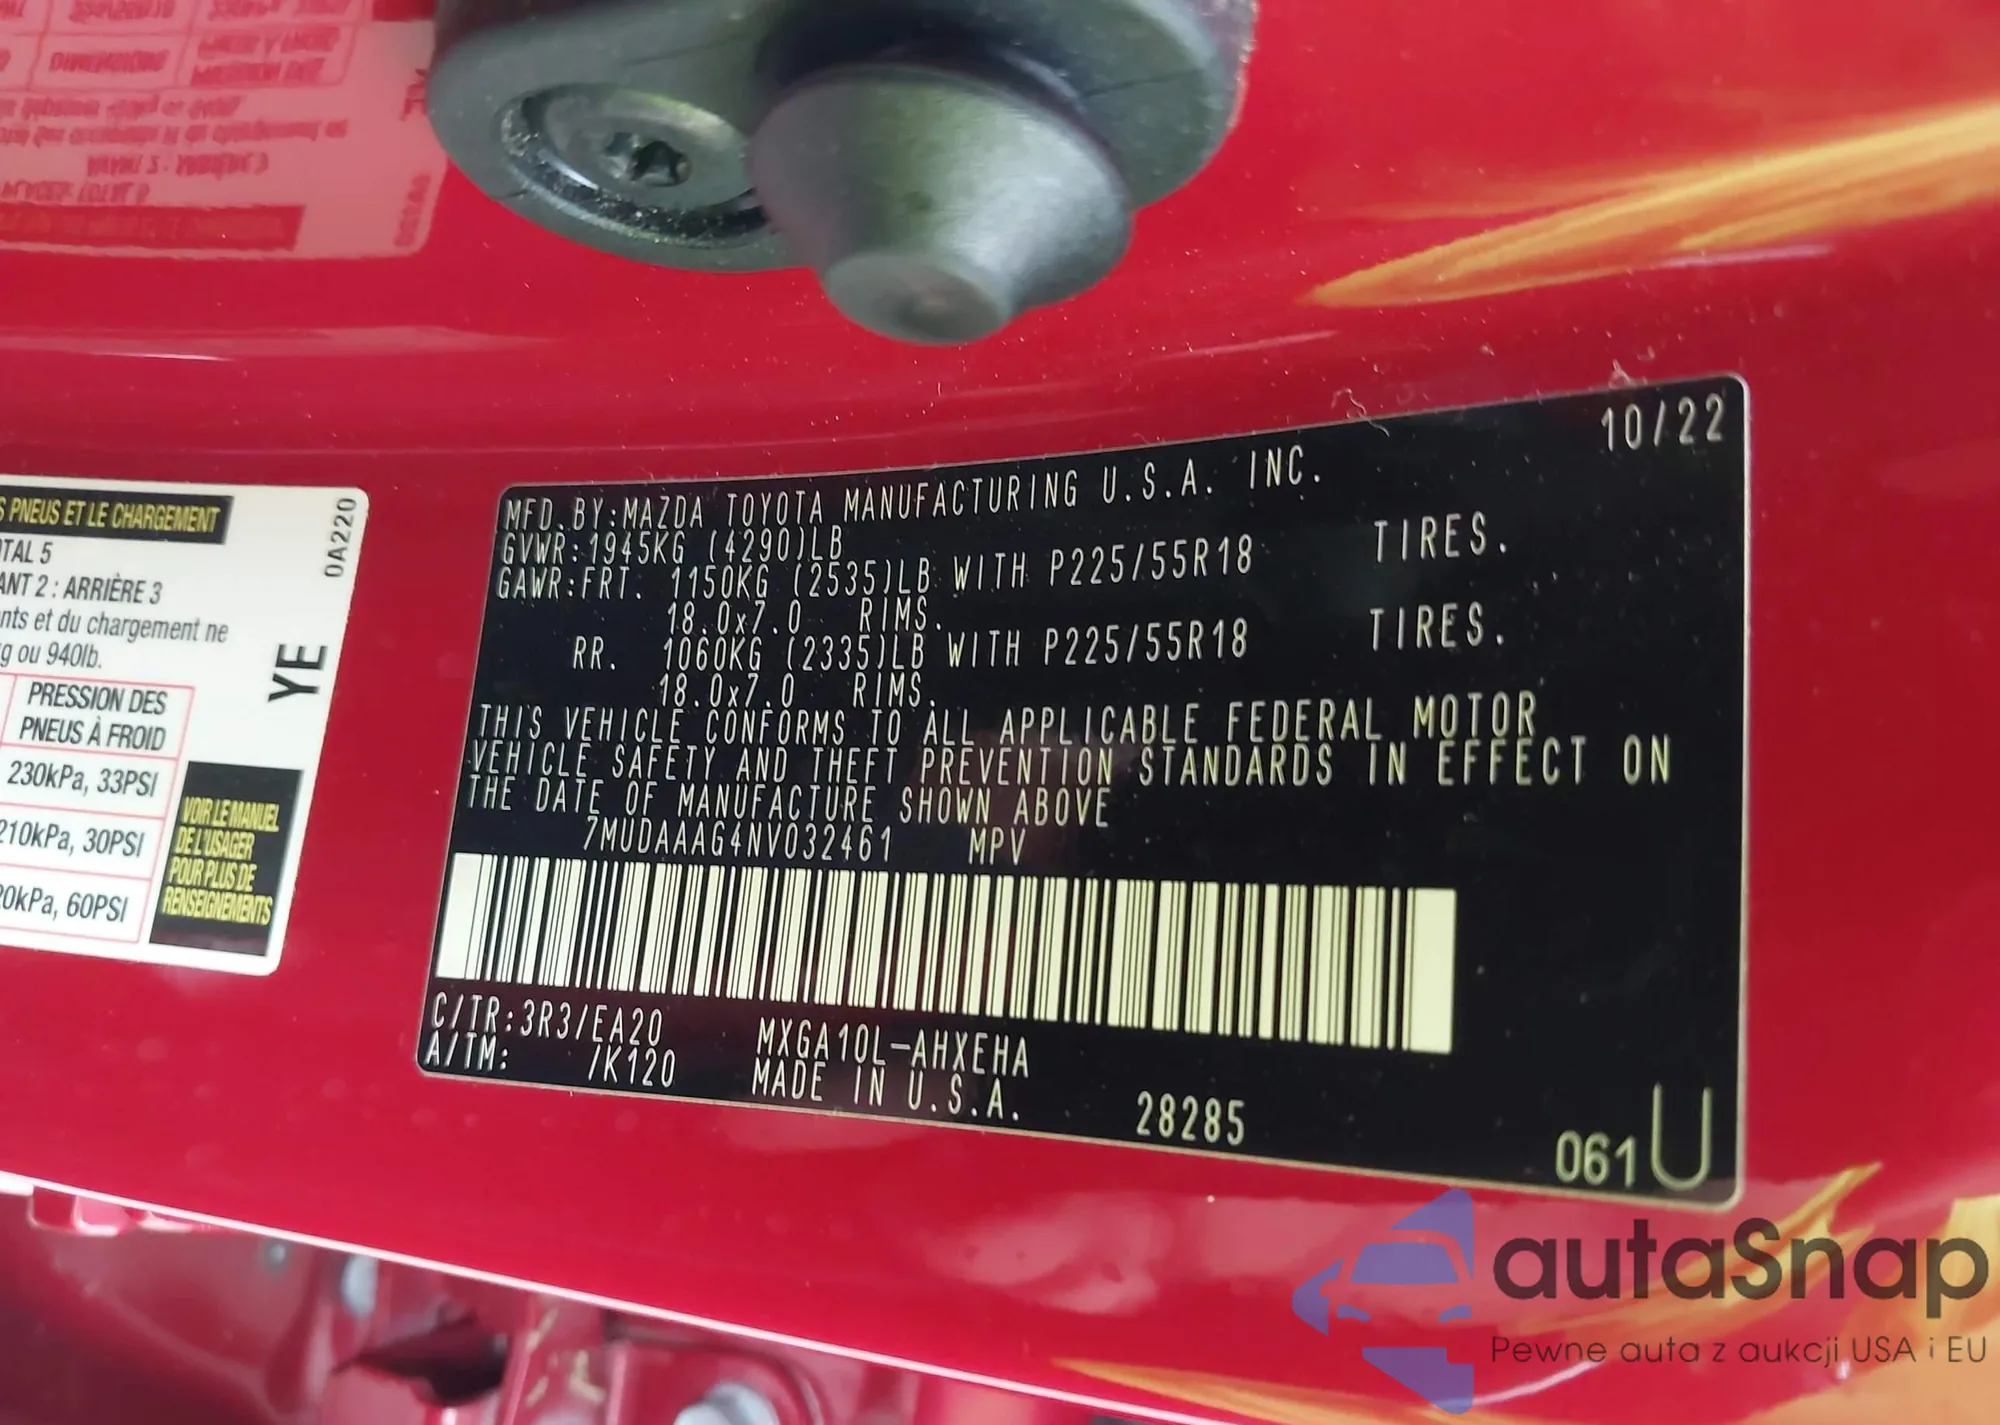 S PNEUS ET LE CHARGEMENT
0A220
TAL 5
ANT 2 : ARRIÈRE 3
nts et du chargement ne
g ou 940lb.
YE
PRESSION DES
PNEUS À FROID
230kPa, 33PSI
210kPa, 30PSI
20kPa, 60PSI
VOIR LE MANUEL
DE L'USAGER
POUR PLUS DE
RENSEIGNEMENTS
10/22
MFD.BY:MAZDA TOYOTA MANUFACTURING U.S.A. INC.
GVWR:1945KG (4290)LB
GAWR:FRT. 1150KG (2535)LB WITH P225/55R18 TIRES.
18.0x7.0 RIMS.
RR. 1060KG (2335)LB WITH P225/55R18 TIRES.
18.0x7.0 RIMS.
THIS VEHICLE CONFORMS TO ALL APPLICABLE FEDERAL MOTOR
VEHICLE SAFETY AND THEFT PREVENTION STANDARDS IN EFFECT ON
THE DATE OF MANUFACTURE SHOWN ABOVE
7MUDAAAG4NV032461 MPV
C/TR:3R3/EA20 MXGA10L-AHXEHA
A/TM: /K120 MADE IN U.S.A. 28285
061U
autaSnap
Pewne auta z aukcji USA i EU